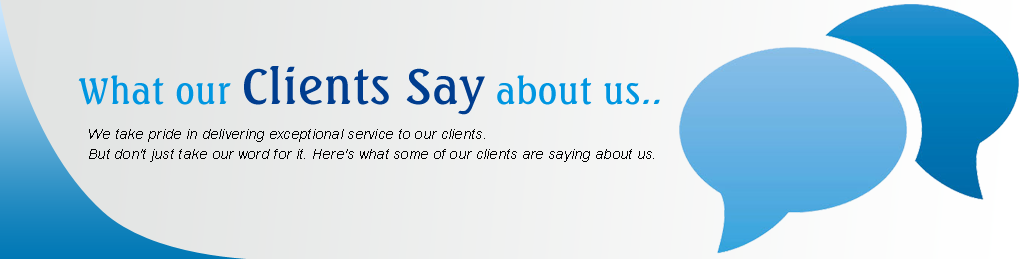 What our Clients Say about us..
We take pride in delivering exceptional service to our clients.
But don't just take our word for it. Here's what some of our clients are saying about us.